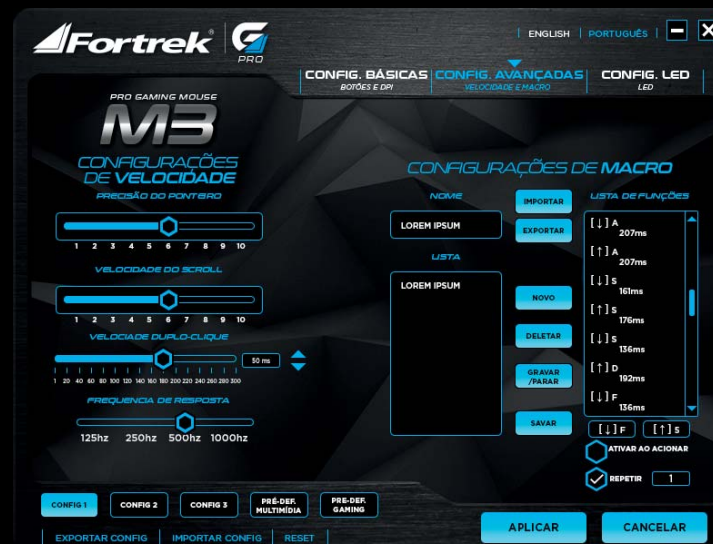 Fortrek
G
PRO
ENGLISH | PORTUGUÊS
CONFIG. BÁSICAS
BOTÕES E DPI
CONFIG. AVANÇADAS
VELOCIDADE E MACRO
CONFIG. LED
LED
PRO GAMING MOUSE
M3
CONFIGURAÇÕES
DE VELOCIDADE
PRECISÃO DO PONTEIRO
1 2 3 4 5 6 7 8 9 10
VELOCIDADE DO SCROLL
1 2 3 4 5 6 7 8 9 10
VELOCIADE DUPLO-CLIQUE
50 ms
1 20 40 60 80 100 120 140 160 180 200 220 240 260 280 300
FREQUENCIA DE RESPOSTA
125hz 250hz 500hz 1000hz
CONFIGURAÇÕES DE MACRO
NOME
LOREM IPSUM
LISTA
LOREM IPSUM
IMPORTAR
EXPORTAR
NOVO
DELETAR
GRAVAR
/PARAR
SAVAR
LISTA DE FUNÇÕES
[↓] A
207ms
[↑] A
207ms
[↓] S
161ms
[↑] S
176ms
[↓] S
136ms
[↑] D
192ms
[↓] F
136ms
[↓] F [↑] S
ATIVAR AO ACIONAR
REPETIR 1
CONFIG 1
CONFIG 2
CONFIG 3
PRÉ-DEF.
MULTIMÍDIA
PRE-DEF.
GAMING
EXPORTAR CONFIG | IMPORTAR CONFIG | RESET
APLICAR
CANCELAR